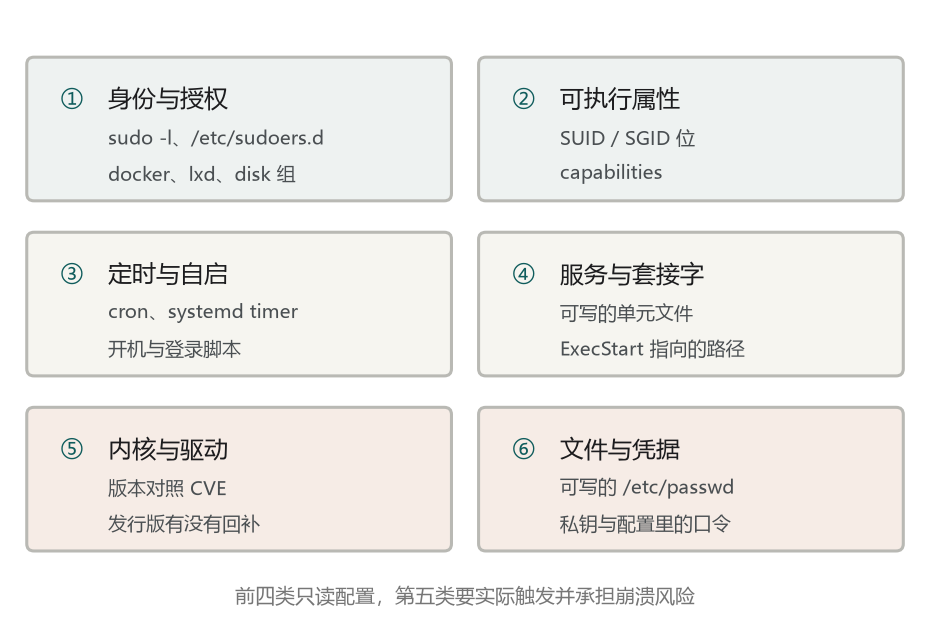 ① 身份与授权
sudo -l、/etc/sudoers.d
docker、lxd、disk 组
② 可执行属性
SUID / SGID 位
capabilities
③ 定时与自启
cron、systemd timer
开机与登录脚本
④ 服务与套接字
可写的单元文件
ExecStart 指向的路径
⑤ 内核与驱动
版本对照 CVE
发行版有没有回补
⑥ 文件与凭据
可写的 /etc/passwd
私钥与配置里的口令
前四类只读配置，第五类要实际触发并承担崩溃风险